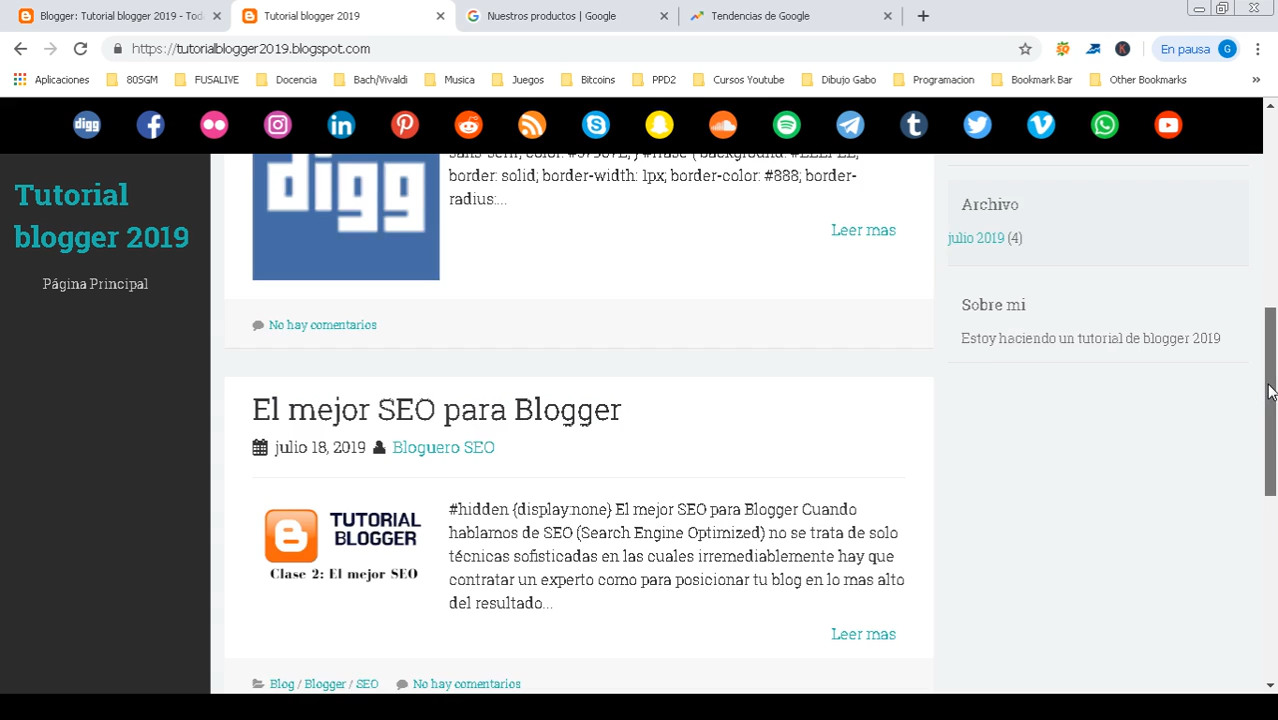 Blogger: Tutorial blogger 2019 - Tod
Tutorial blogger 2019
Nuestros productos | Google
Tendencias de Google
https://tutorialblogger2019.blogspot.com
En pausa
G
Aplicaciones
80SGM
FUSALIVE
Docencia
Bach/Vivaldi
Musica
Juegos
Bitcoins
PPD2
Cursos Youtube
Dibujo Gabo
Programacion
Bookmark Bar
Other Bookmarks
digg
Tutorial
blogger 2019
Página Principal
digg
border: solid; border-width: 1px; border-color: #888; border-
radius:...
Leer mas
No hay comentarios
El mejor SEO para Blogger
julio 18, 2019 Bloguero SEO
TUTORIAL
BLOGGER
Clase 2: El mejor SEO
#hidden {display:none} El mejor SEO para Blogger Cuando
hablamos de SEO (Search Engine Optimized) no se trata de solo
técnicas sofisticadas en las cuales irremediablemente hay que
contratar un experto como para posicionar tu blog en lo mas alto
del resultado...
Leer mas
Blog / Blogger / SEO
No hay comentarios
Archivo
julio 2019 (4)
Sobre mi
Estoy haciendo un tutorial de blogger 2019